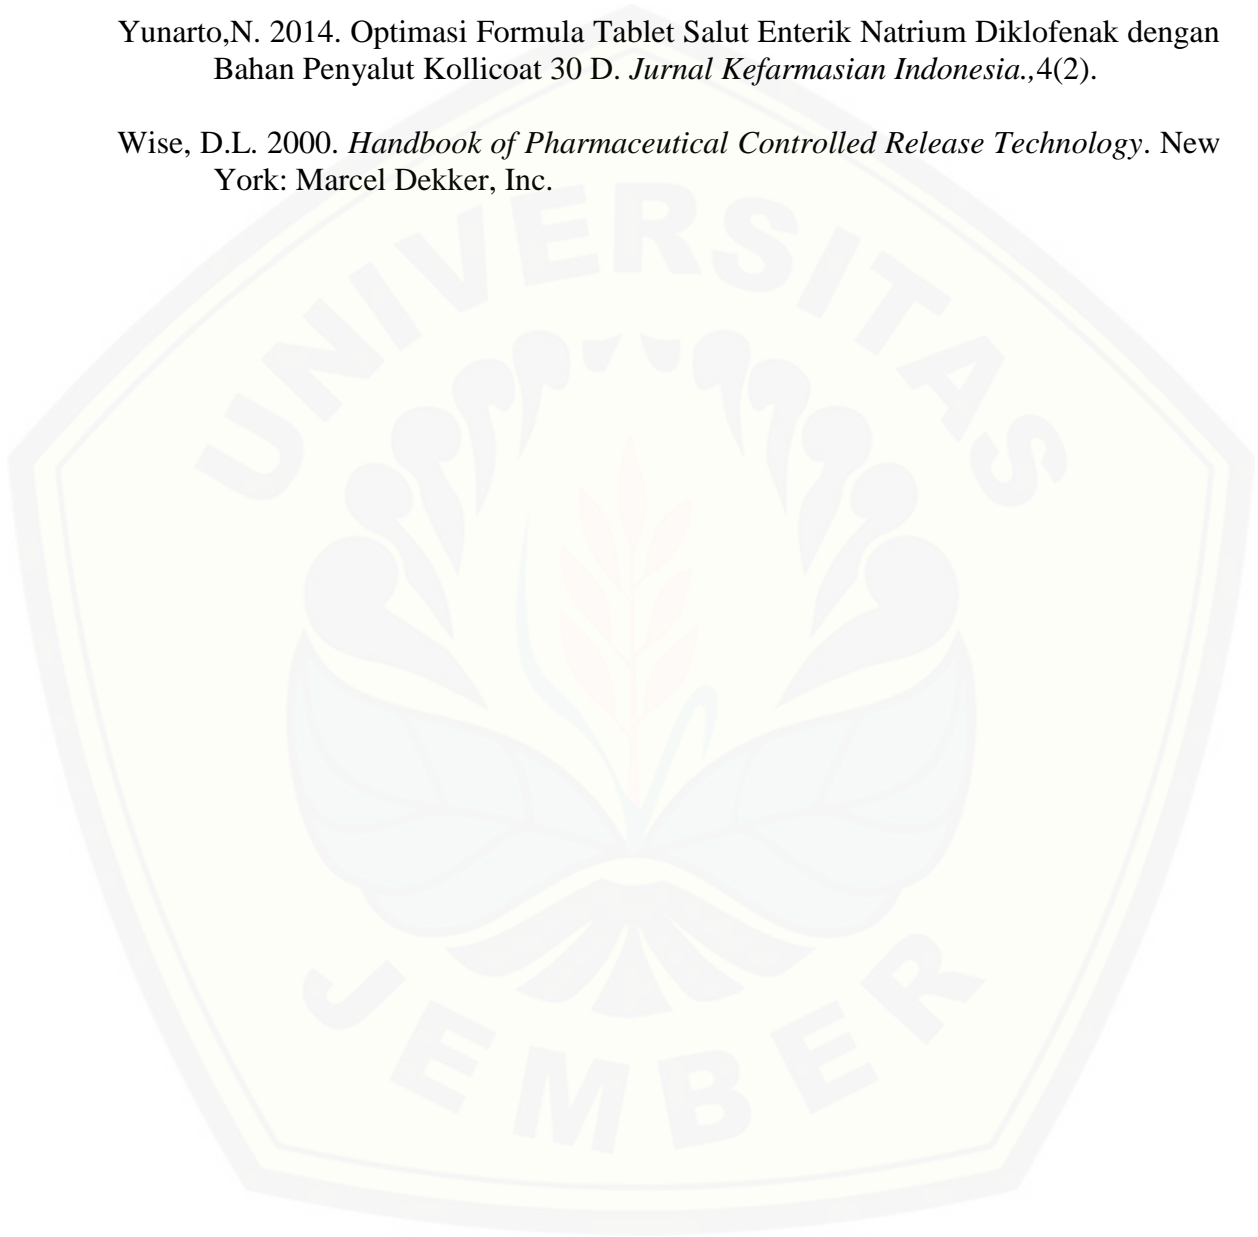 Yunarto,N. 2014. Optimasi Formula Tablet Salut Enterik Natrium Diklofenak dengan
Bahan Penyalut Kollicoat 30 D. Jurnal Kefarmasian Indonesia.,4(2).
Wise, D.L. 2000. Handbook of Pharmaceutical Controlled Release Technology. New
York: Marcel Dekker, Inc.
UNIVERSITAS
JEMBER